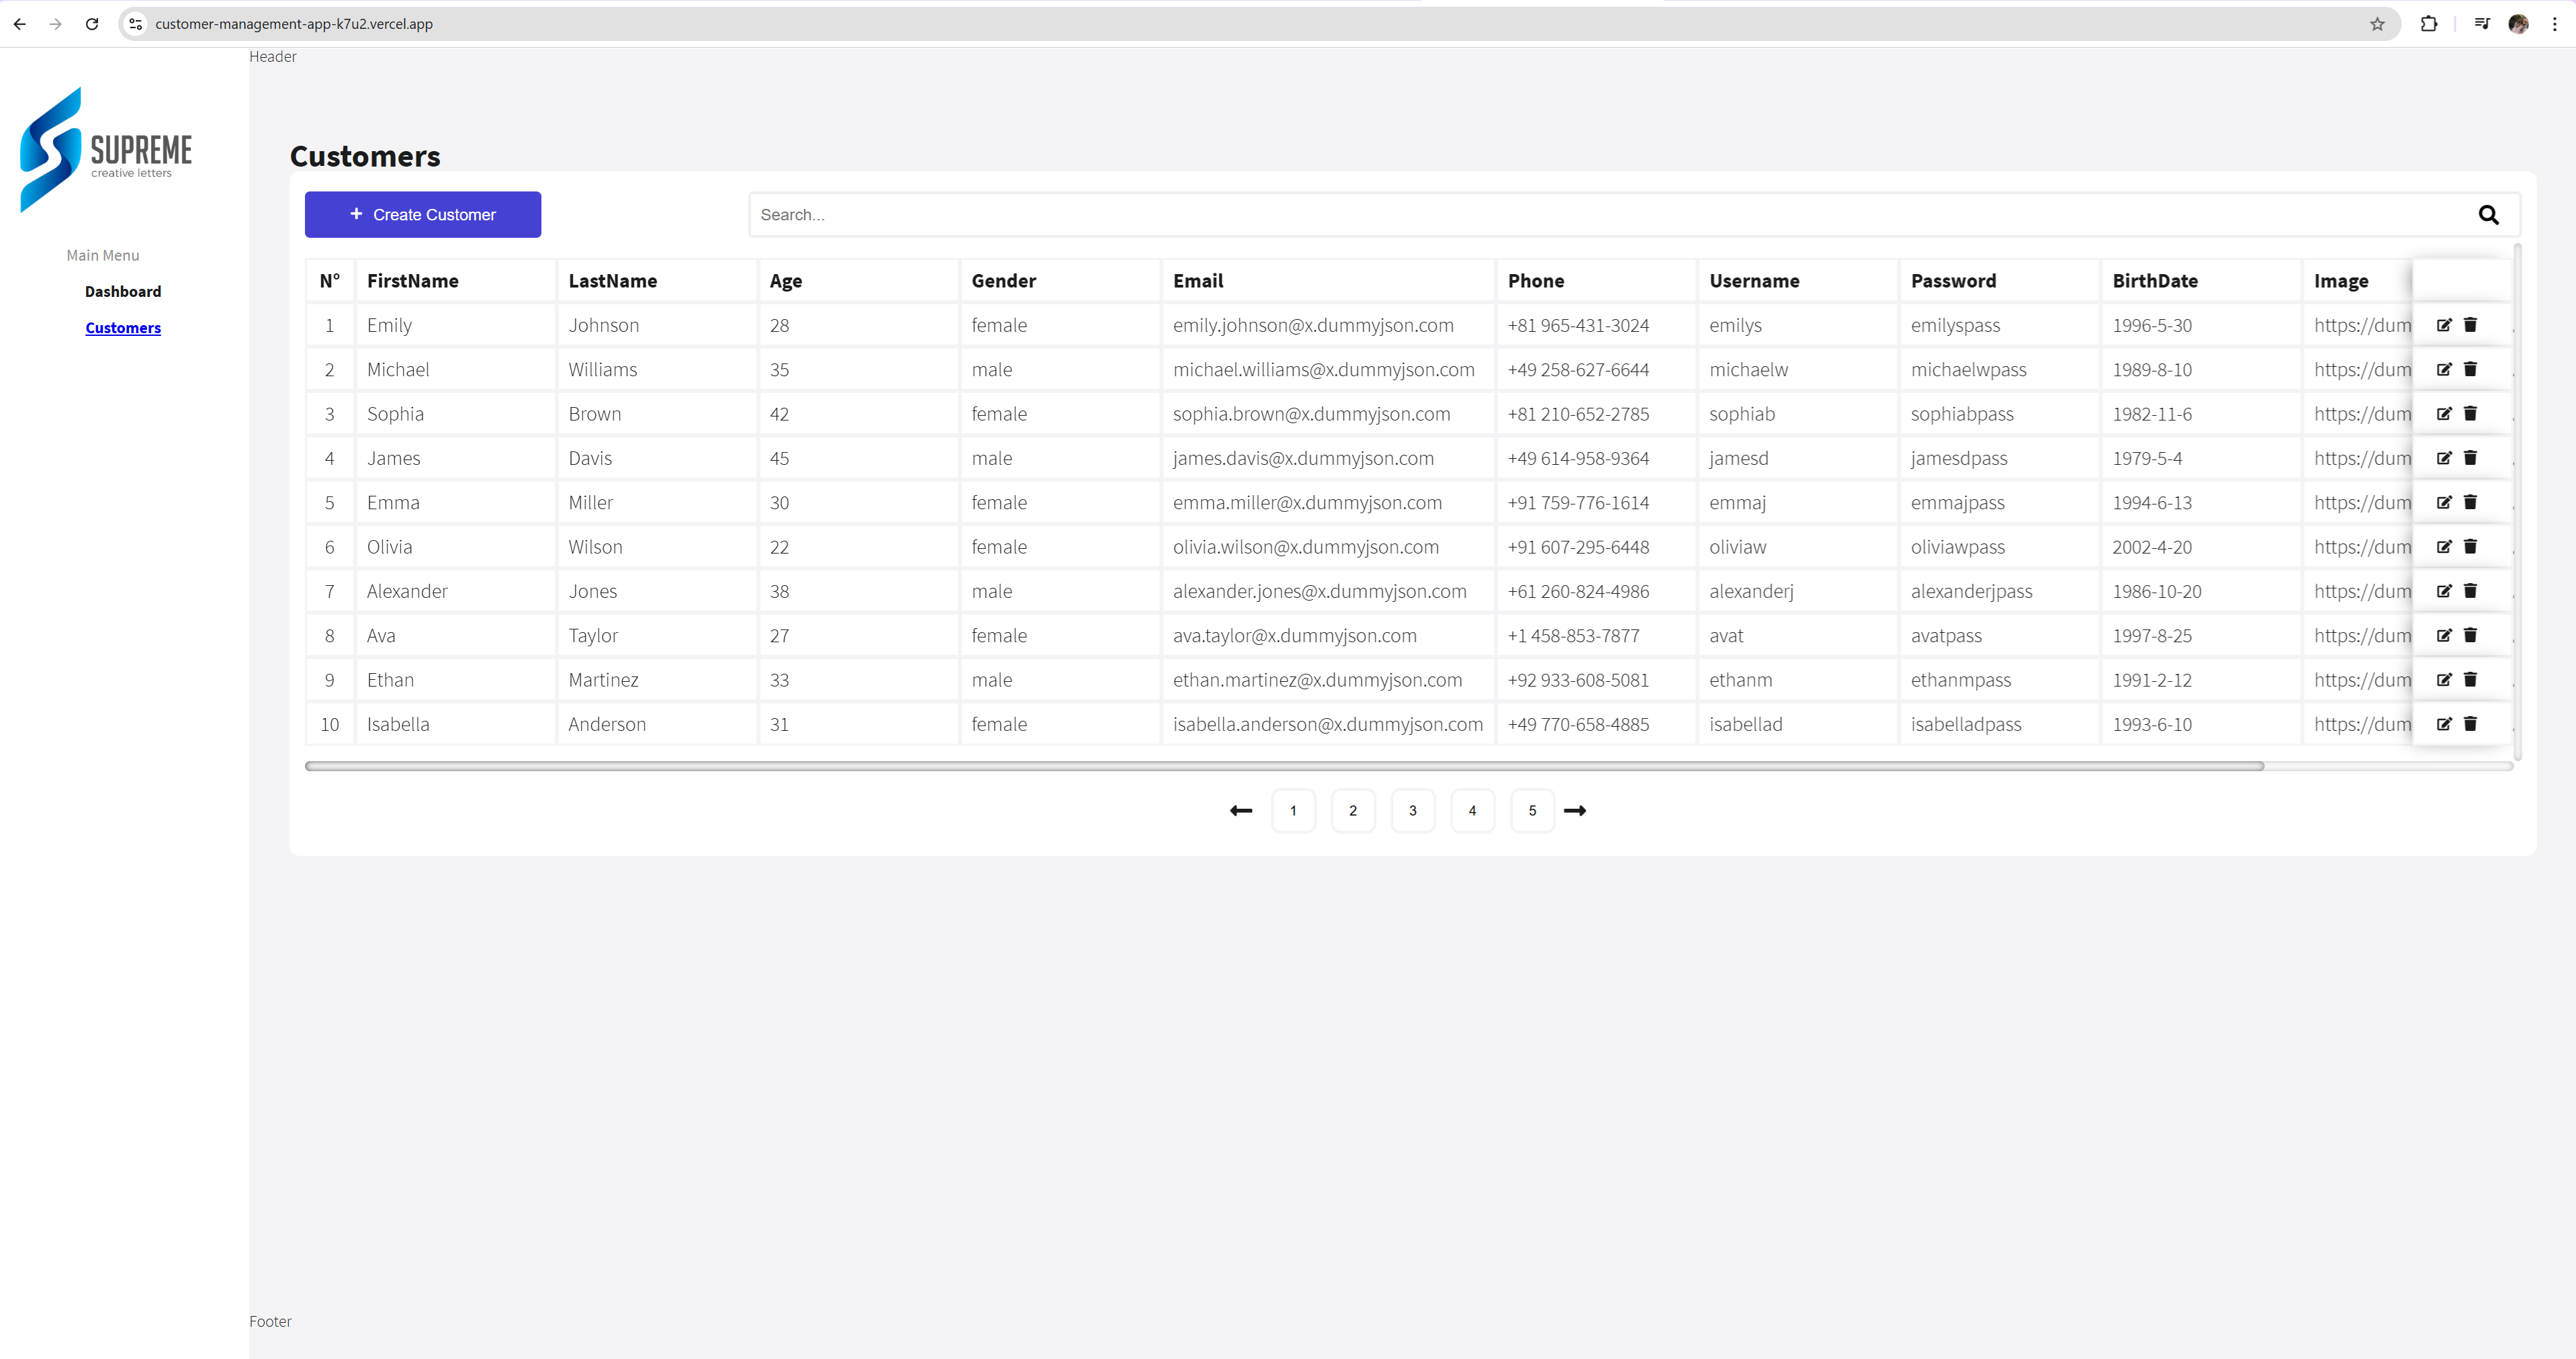 customer-management-app-k7u2.vercel.app
Header
SUPREME
creative letters
Main Menu
Dashboard
Customers
Customers
+ Create Customer
Search...
N° FirstName LastName Age Gender Email Phone Username Password BirthDate Image
1 Emily Johnson 28 female emily.johnson@x.dummyjson.com +81 965-431-3024 emilys emilyspass 1996-5-30 https://dum
2 Michael Williams 35 male michael.williams@x.dummyjson.com +49 258-627-6644 michaelw michaelwpass 1989-8-10 https://dum
3 Sophia Brown 42 female sophia.brown@x.dummyjson.com +81 210-652-2785 sophiab sophiabpass 1982-11-6 https://dum
4 James Davis 45 male james.davis@x.dummyjson.com +49 614-958-9364 jamesd jamesdpass 1979-5-4 https://dum
5 Emma Miller 30 female emma.miller@x.dummyjson.com +91 759-776-1614 emmaj emmajpass 1994-6-13 https://dum
6 Olivia Wilson 22 female olivia.wilson@x.dummyjson.com +91 607-295-6448 oliviaw oliviawpass 2002-4-20 https://dum
7 Alexander Jones 38 male alexander.jones@x.dummyjson.com +61 260-824-4986 alexanderj alexanderjpass 1986-10-20 https://dum
8 Ava Taylor 27 female ava.taylor@x.dummyjson.com +1 458-853-7877 avat avatpass 1997-8-25 https://dum
9 Ethan Martinez 33 male ethan.martinez@x.dummyjson.com +92 933-608-5081 ethanm ethanmpass 1991-2-12 https://dum
10 Isabella Anderson 31 female isabella.anderson@x.dummyjson.com +49 770-658-4885 isabellad isabelladpass 1993-6-10 https://dum
1 2 3 4 5
Footer